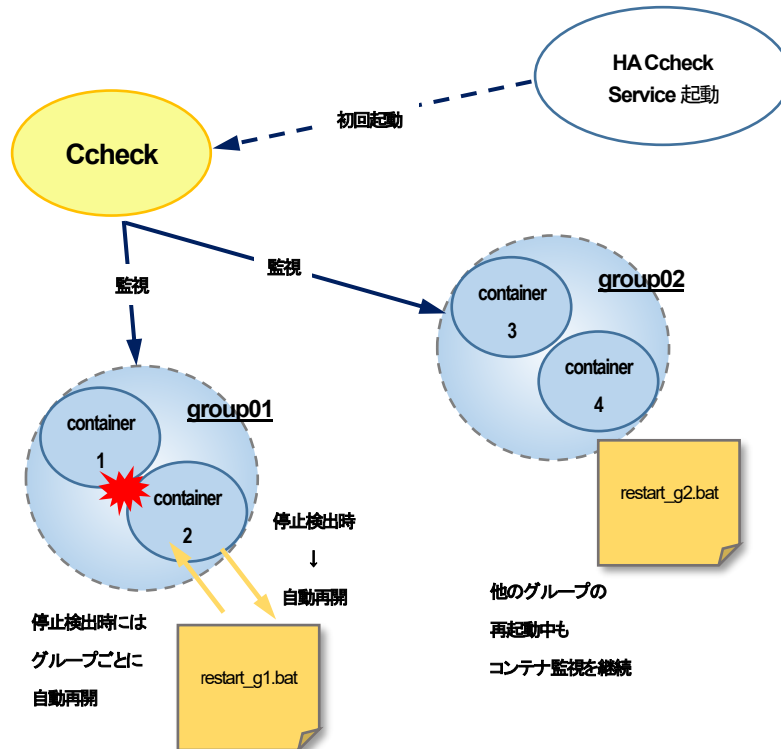 HA Ccheck
Service 起動
初回起動
Ccheck
監視
監視
group02
container
3
container
4
group01
container
1
container
2
restart_g2.bat
停止検出時
↓
自動再開
停止検出時には
グループごとに
自動再開
restart_g1.bat
他のグループの
再起動中も
コンテナ監視を継続